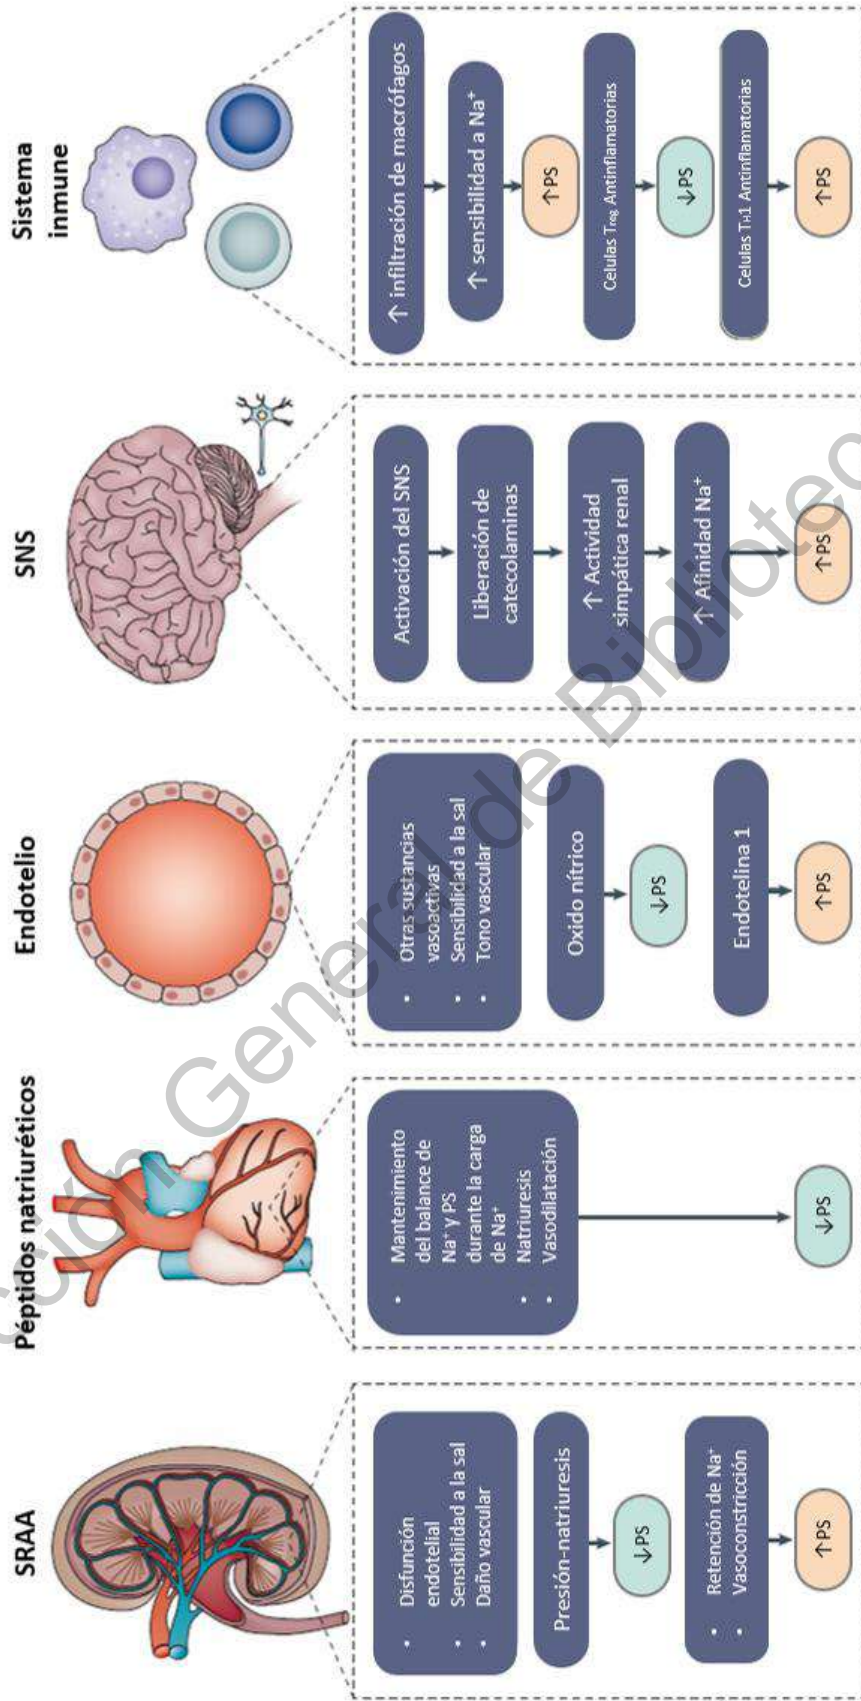 SRAA
• Disfunción
endotelial
• Sensibilidad a la sal
• Daño vascular
Presión-natriuresis
↓PS
• Retención de Na⁺
• Vasoconstricción
↑PS
Péptidos natriuréticos
• Mantenimiento
del balance de
Na⁺ y PS
durante la carga
de Na⁺
• Natriuresis
• Vasodilatación
↓PS
Endotelio
• Otras sustancias
vasoactivas
• Sensibilidad a la sal
• Tono vascular
Oxido nítrico
↓PS
Endotelina 1
↑PS
SNS
Activación del SNS
Liberación de
catecolaminas
↑ Actividad
simpática renal
↑ Afinidad Na⁺
↑PS
Sistema
inmune
↑ infiltración de macrófagos
↑ sensibilidad a Na⁺
↑PS
Celulas Treg Antinflamatorias
↓PS
Celulas TH1 Antinflamatorias
↑PS
ción General de Bibliotec